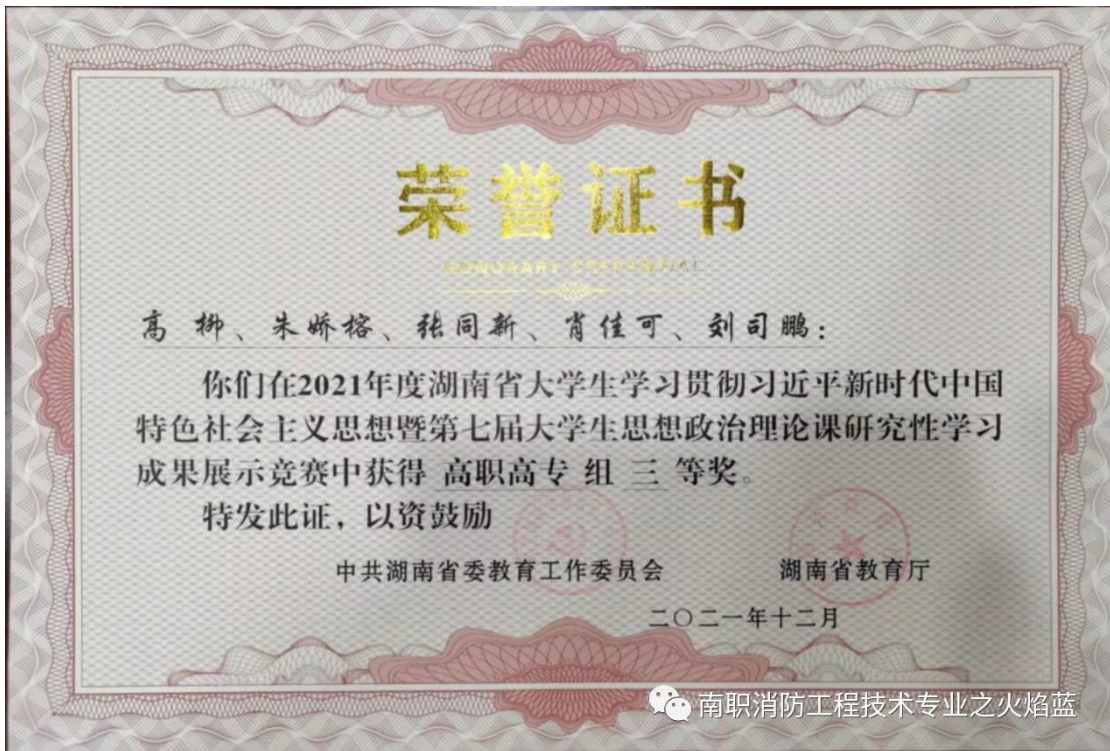 荣誉证书
HONORARY CREDENTIAL
高 柳、朱娇榕、张同新、肖佳可、刘司鹏：
你们在2021年度湖南省大学生学习贯彻习近平新时代中国
特色社会主义思想暨第七届大学生思想政治理论课研究性学习
成果展示竞赛中获得 高职高专 组 三 等奖。
特发此证，以资鼓励
中共湖南省委教育工作委员会 湖南省教育厅
二〇二一年十二月
南职消防工程技术专业之火焰蓝